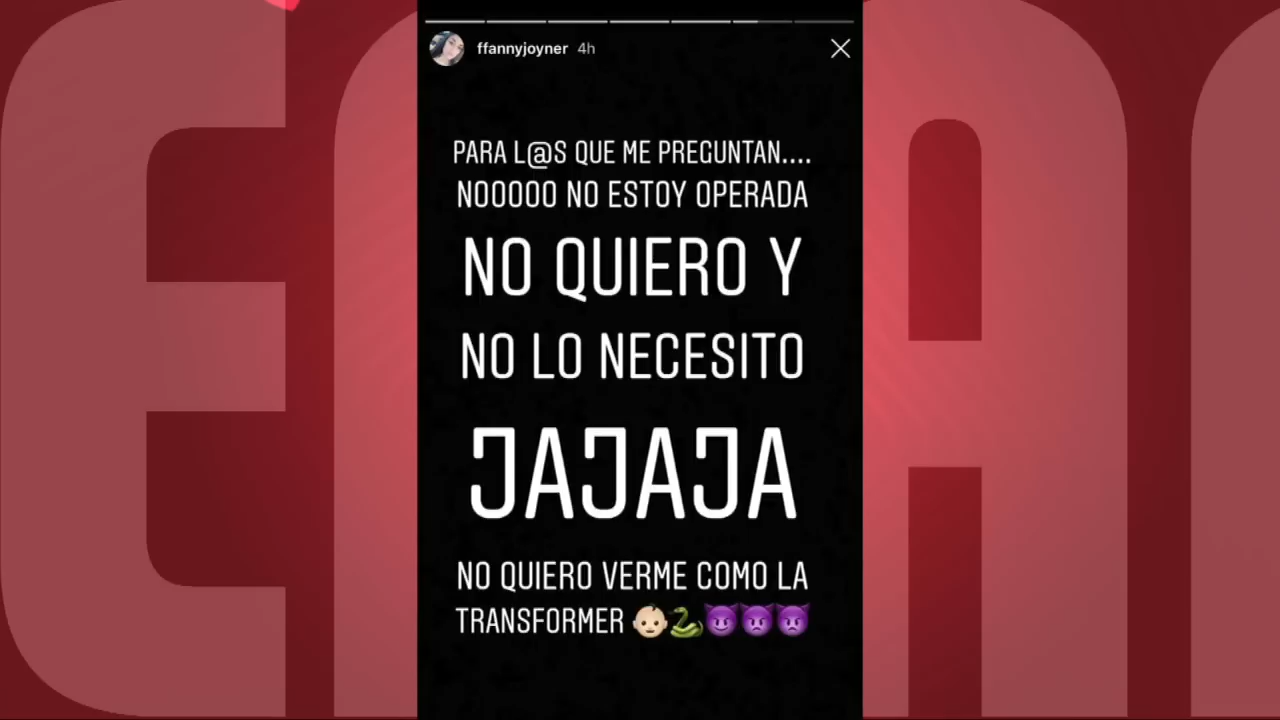 ffannyjoyner 4h
PARA L@S QUE ME PREGUNTAN....
NOOOOO NO ESTOY OPERADA
NO QUIERO Y
NO LO NECESITO
JAJAJA
NO QUIERO VERME COMO LA
TRANSFORMER 👶🏻🐍😈👿👿